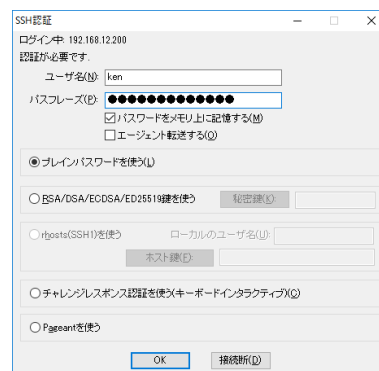 SSH認証
ログイン中: 192.168.12.200
認証が必要です.
ユーザ名(N): ken
パスフレーズ(P): ●●●●●●●●●●●●●
パスワードをメモリ上に記憶する(M)
エージェント転送する(O)
プレインパスワードを使う(L)
RSA/DSA/ECDSA/ED25519鍵を使う 秘密鍵(K):
rhosts(SSH1)を使う ローカルのユーザ名(U):
ホスト鍵(F):
チャレンジレスポンス認証を使う(キーボードインタラクティブ)(C)
Pageantを使う
OK 接続断(D)